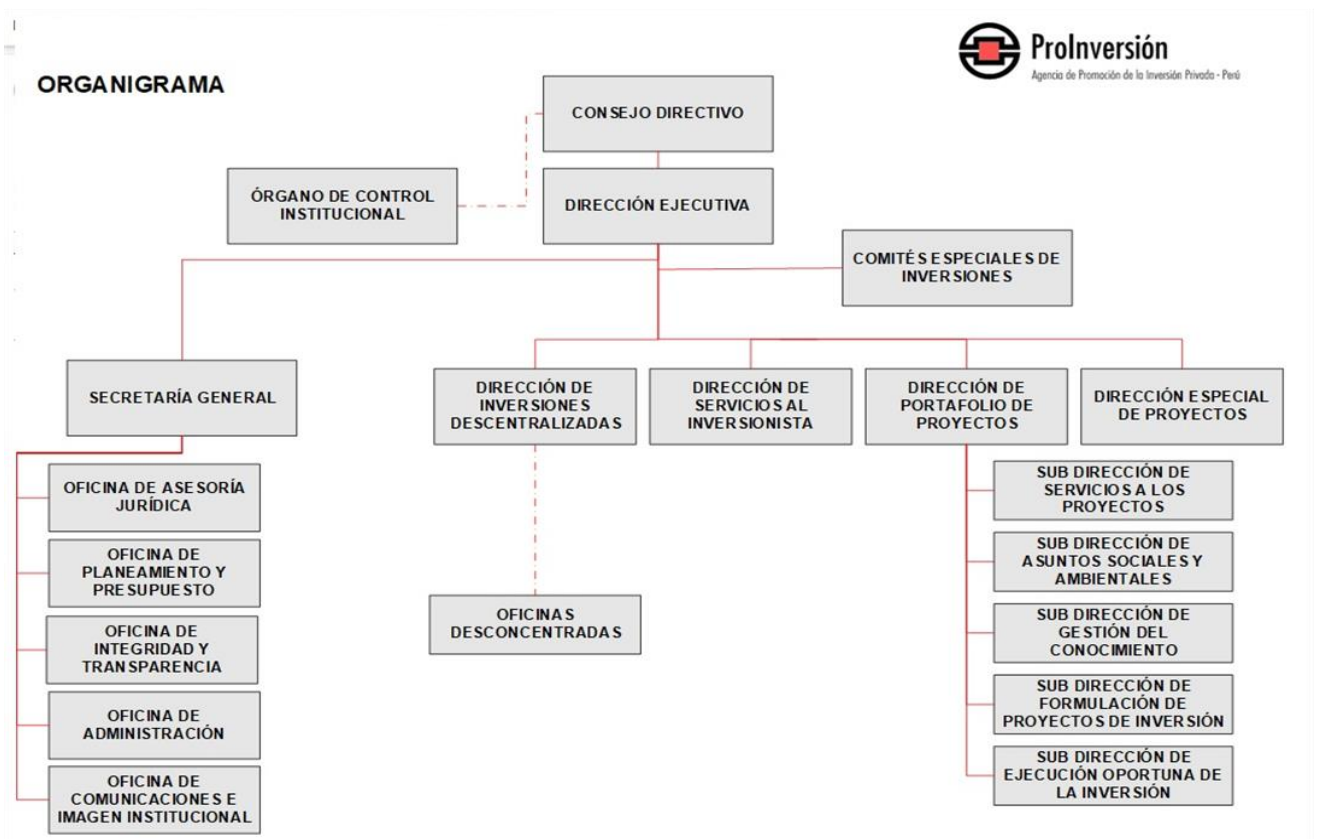 ProInversión
Agencia de Promoción de la Inversión Privada - Perú
ORGANIGRAMA
CONSEJO DIRECTIVO
ÓRGANO DE CONTROL
INSTITUCIONAL
DIRECCIÓN EJECUTIVA
COMITÉS ESPECIALES DE
INVERSIONES
SECRETARÍA GENERAL
DIRECCIÓN DE
INVERSIONES
DESCENTRALIZADAS
DIRECCIÓN DE
SERVICIOS AL
INVERSIONISTA
DIRECCIÓN DE
PORTAFOLIO DE
PROYECTOS
DIRECCIÓN ESPECIAL
DE PROYECTOS
OFICINA DE ASESORÍA
JURÍDICA
OFICINA DE
PLANEAMIENTO Y
PRESUPUESTO
OFICINA DE
INTEGRIDAD Y
TRANSPARENCIA
OFICINA DE
ADMINISTRACIÓN
OFICINA DE
COMUNICACIONES E
IMAGEN INSTITUCIONAL
OFICINAS
DESCONCENTRADAS
SUB DIRECCIÓN DE
SERVICIOS A LOS
PROYECTOS
SUB DIRECCIÓN DE
ASUNTOS SOCIALES Y
AMBIENTALES
SUB DIRECCIÓN DE
GESTIÓN DEL
CONOCIMIENTO
SUB DIRECCIÓN DE
FORMULACIÓN DE
PROYECTOS DE INVERSIÓN
SUB DIRECCIÓN DE
EJECUCIÓN OPORTUNA DE
LA INVERSIÓN